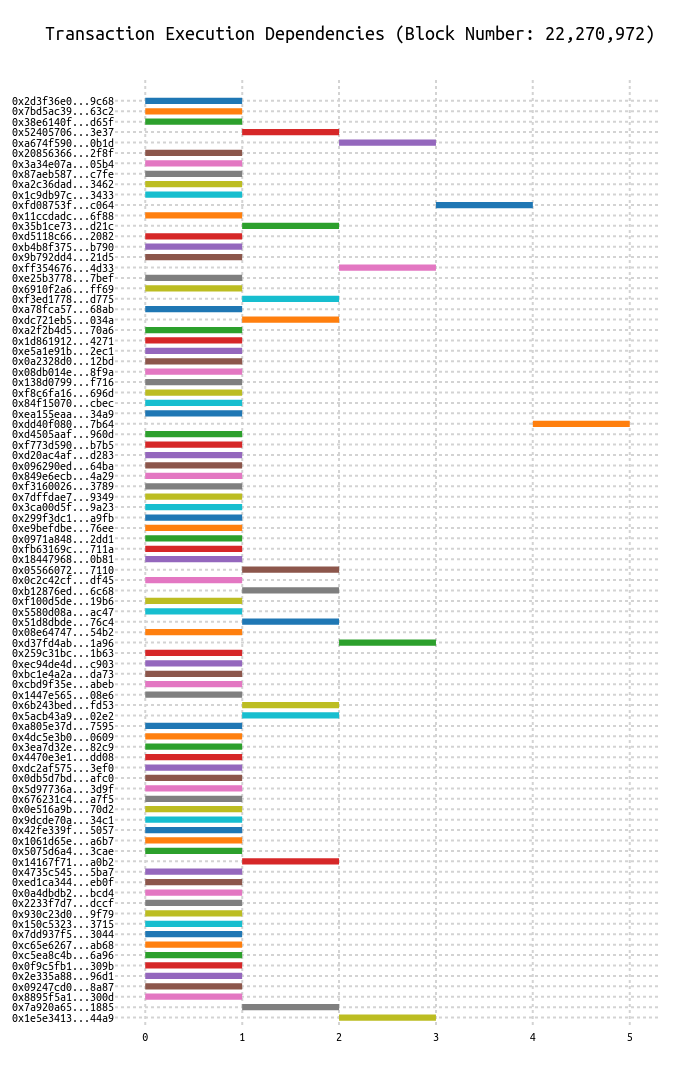 Transaction Execution Dependencies (Block Number: 22,270,972)
0x2d3f36e0...9c68
0x7bd5ac39...63c2
0x38e6140f...d65f
0x52405706...3e37
0xa674f590...0b1d
0x20856366...2f8f
0x3a34e07a...05b4
0x87aeb587...c7fe
0xa2c36dad...3462
0x1c9db97c...3433
0xfd08753f...c064
0x11ccdadc...6f88
0x35b1ce73...d21c
0xd5118c66...2082
0xb4b8f375...b790
0x9b792dd4...21d5
0xff354676...4d33
0xe25b3778...7bef
0x6910f2a6...ff69
0xf3ed1778...d775
0xa78fca57...68ab
0xdc721eb5...034a
0xa2f2b4d5...70a6
0x1d861912...4271
0xe5a1e91b...2ec1
0x0a2328d0...12bd
0x08db014e...8f9a
0x138d0799...f716
0xf8c6fa16...696d
0x84f15070...cbec
0xea155eaa...34a9
0xdd40f080...7b64
0xd4505aaf...960d
0xf773d590...b7b5
0xd20ac4af...d283
0x096290ed...64ba
0x849e6ecb...4a29
0xf3160026...3789
0x7dffdae7...9349
0x3ca00d5f...9a23
0x299f3dc1...a9fb
0xe9befdbe...76ee
0x0971a848...2dd1
0xfb63169c...711a
0x18447968...0b81
0x05566072...7110
0x0c2c42cf...df45
0xb12876ed...6c68
0xf100d5de...19b6
0x5580d08a...ac47
0x51d8dbde...76c4
0x08e64747...54b2
0xd37fd4ab...1a96
0x259c31bc...1b63
0xec94de4d...c903
0xbc1e4a2a...da73
0xcbd9f35e...abeb
0x1447e565...08e6
0x6b243bed...fd53
0x5acb43a9...02e2
0xa805e37d...7595
0x4dc5e3b0...0609
0x3ea7d32e...82c9
0x4470e3e1...dd08
0xdc2af575...3ef0
0x0db5d7bd...afc0
0x5d97736a...3d9f
0x676231c4...a7f5
0x0e516a9b...70d2
0x9dcde70a...34c1
0x42fe339f...5057
0x1061d65e...a6b7
0x5075d6a4...3cae
0x14167f71...a0b2
0x4735c545...5ba7
0xed1ca344...eb0f
0x0a4dbdb2...bcd4
0x2233f7d7...dccf
0x930c23d0...9f79
0x150c5323...3715
0x7dd937f5...3044
0xc65e6267...ab68
0xc5ea8c4b...6a96
0x0f9c5fb1...309b
0x2e335a88...96d1
0x09247cd0...8a87
0x8895f5a1...300d
0x7a920a65...1885
0x1e5e3413...44a9
0 1 2 3 4 5